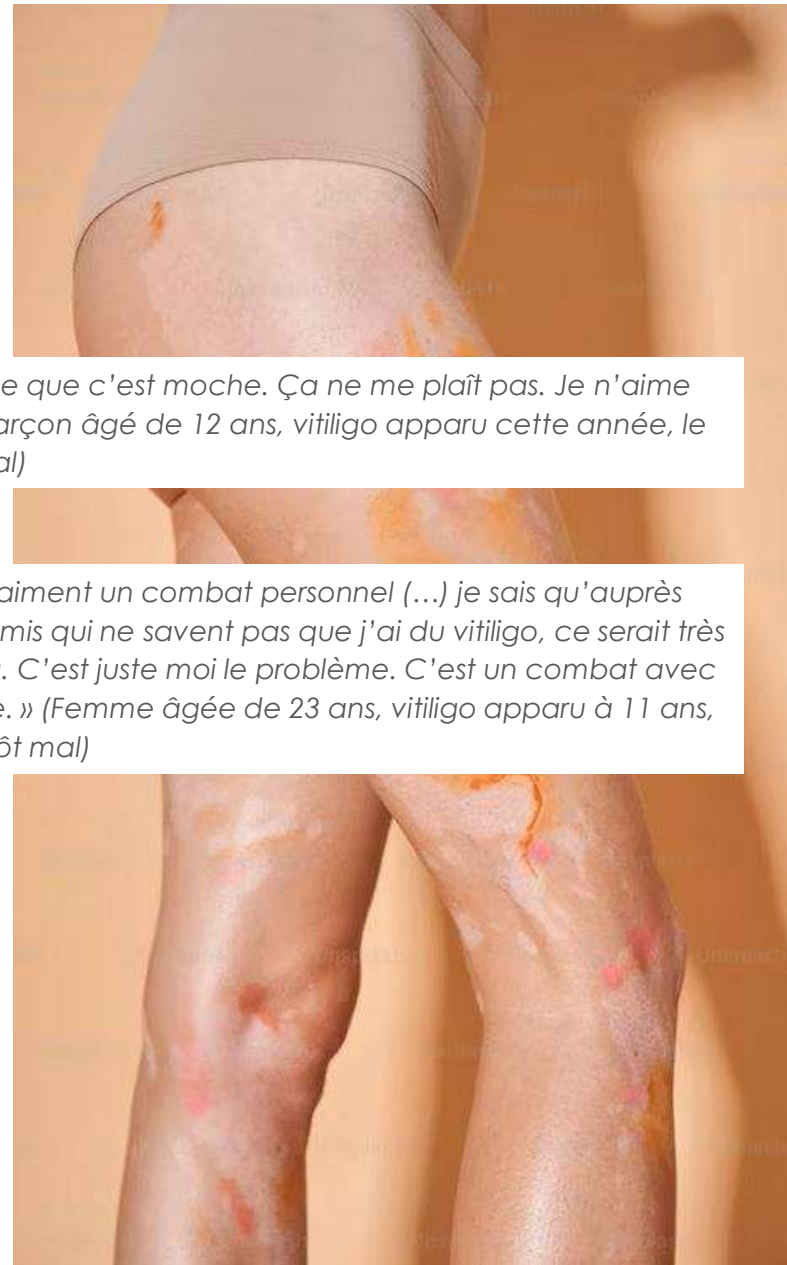 e que c’est moche. Ça ne me plaît pas. Je n’aime
arçon âgé de 12 ans, vitiligo apparu cette année, le
al)
aiment un combat personnel (…) je sais qu’auprès
mis qui ne savent pas que j’ai du vitiligo, ce serait très
. C’est juste moi le problème. C’est un combat avec
e. » (Femme âgée de 23 ans, vitiligo apparu à 11 ans,
ôt mal)